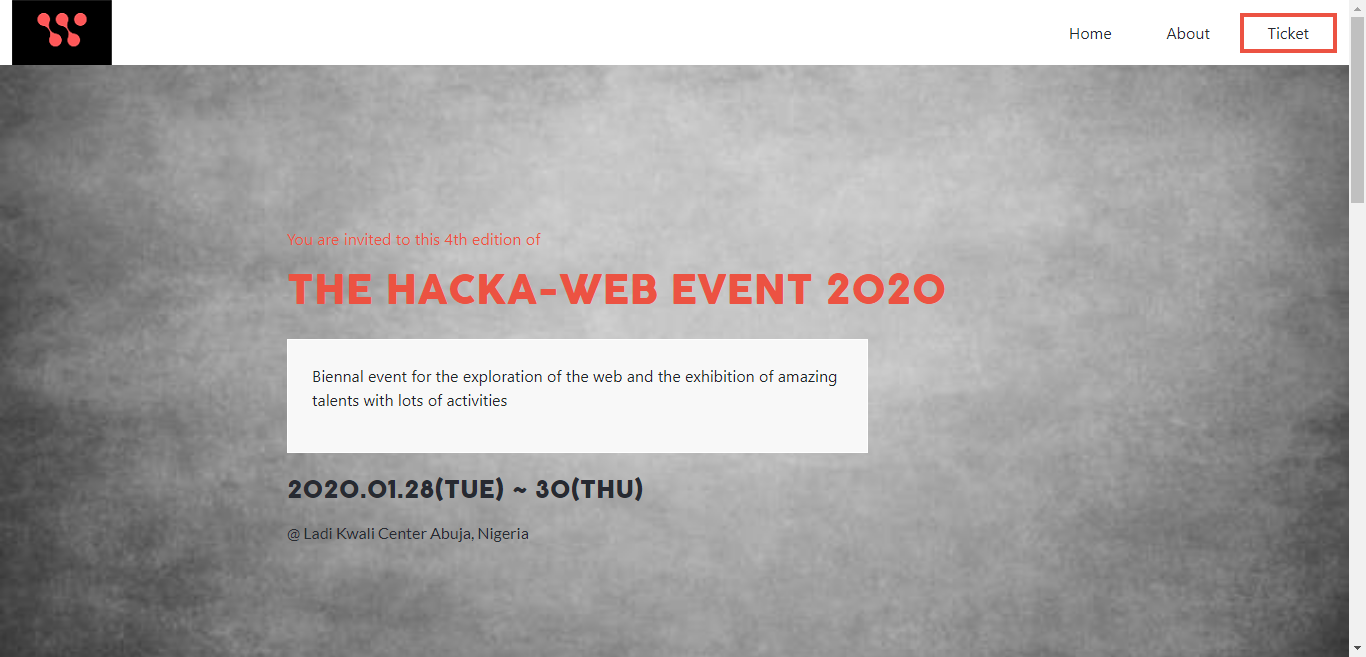 Home
About
Ticket
You are invited to this 4th edition of
THE HACKA-WEB EVENT 2020
Biennal event for the exploration of the web and the exhibition of amazing
talents with lots of activities
2020.01.28(TUE) ~ 30(THU)
@ Ladi Kwali Center Abuja, Nigeria